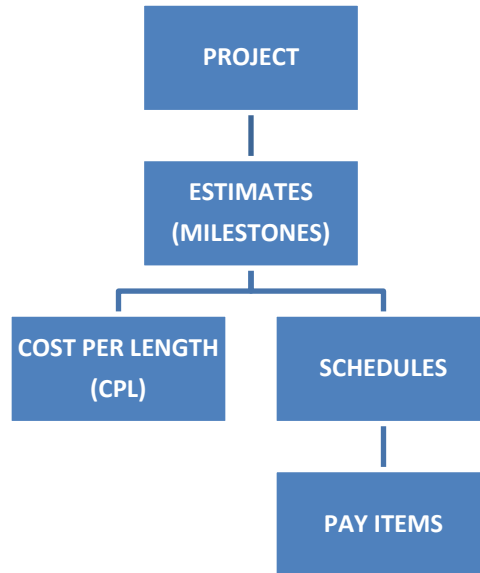 PROJECT
ESTIMATES
(MILESTONES)
COST PER LENGTH
(CPL)
SCHEDULES
PAY ITEMS